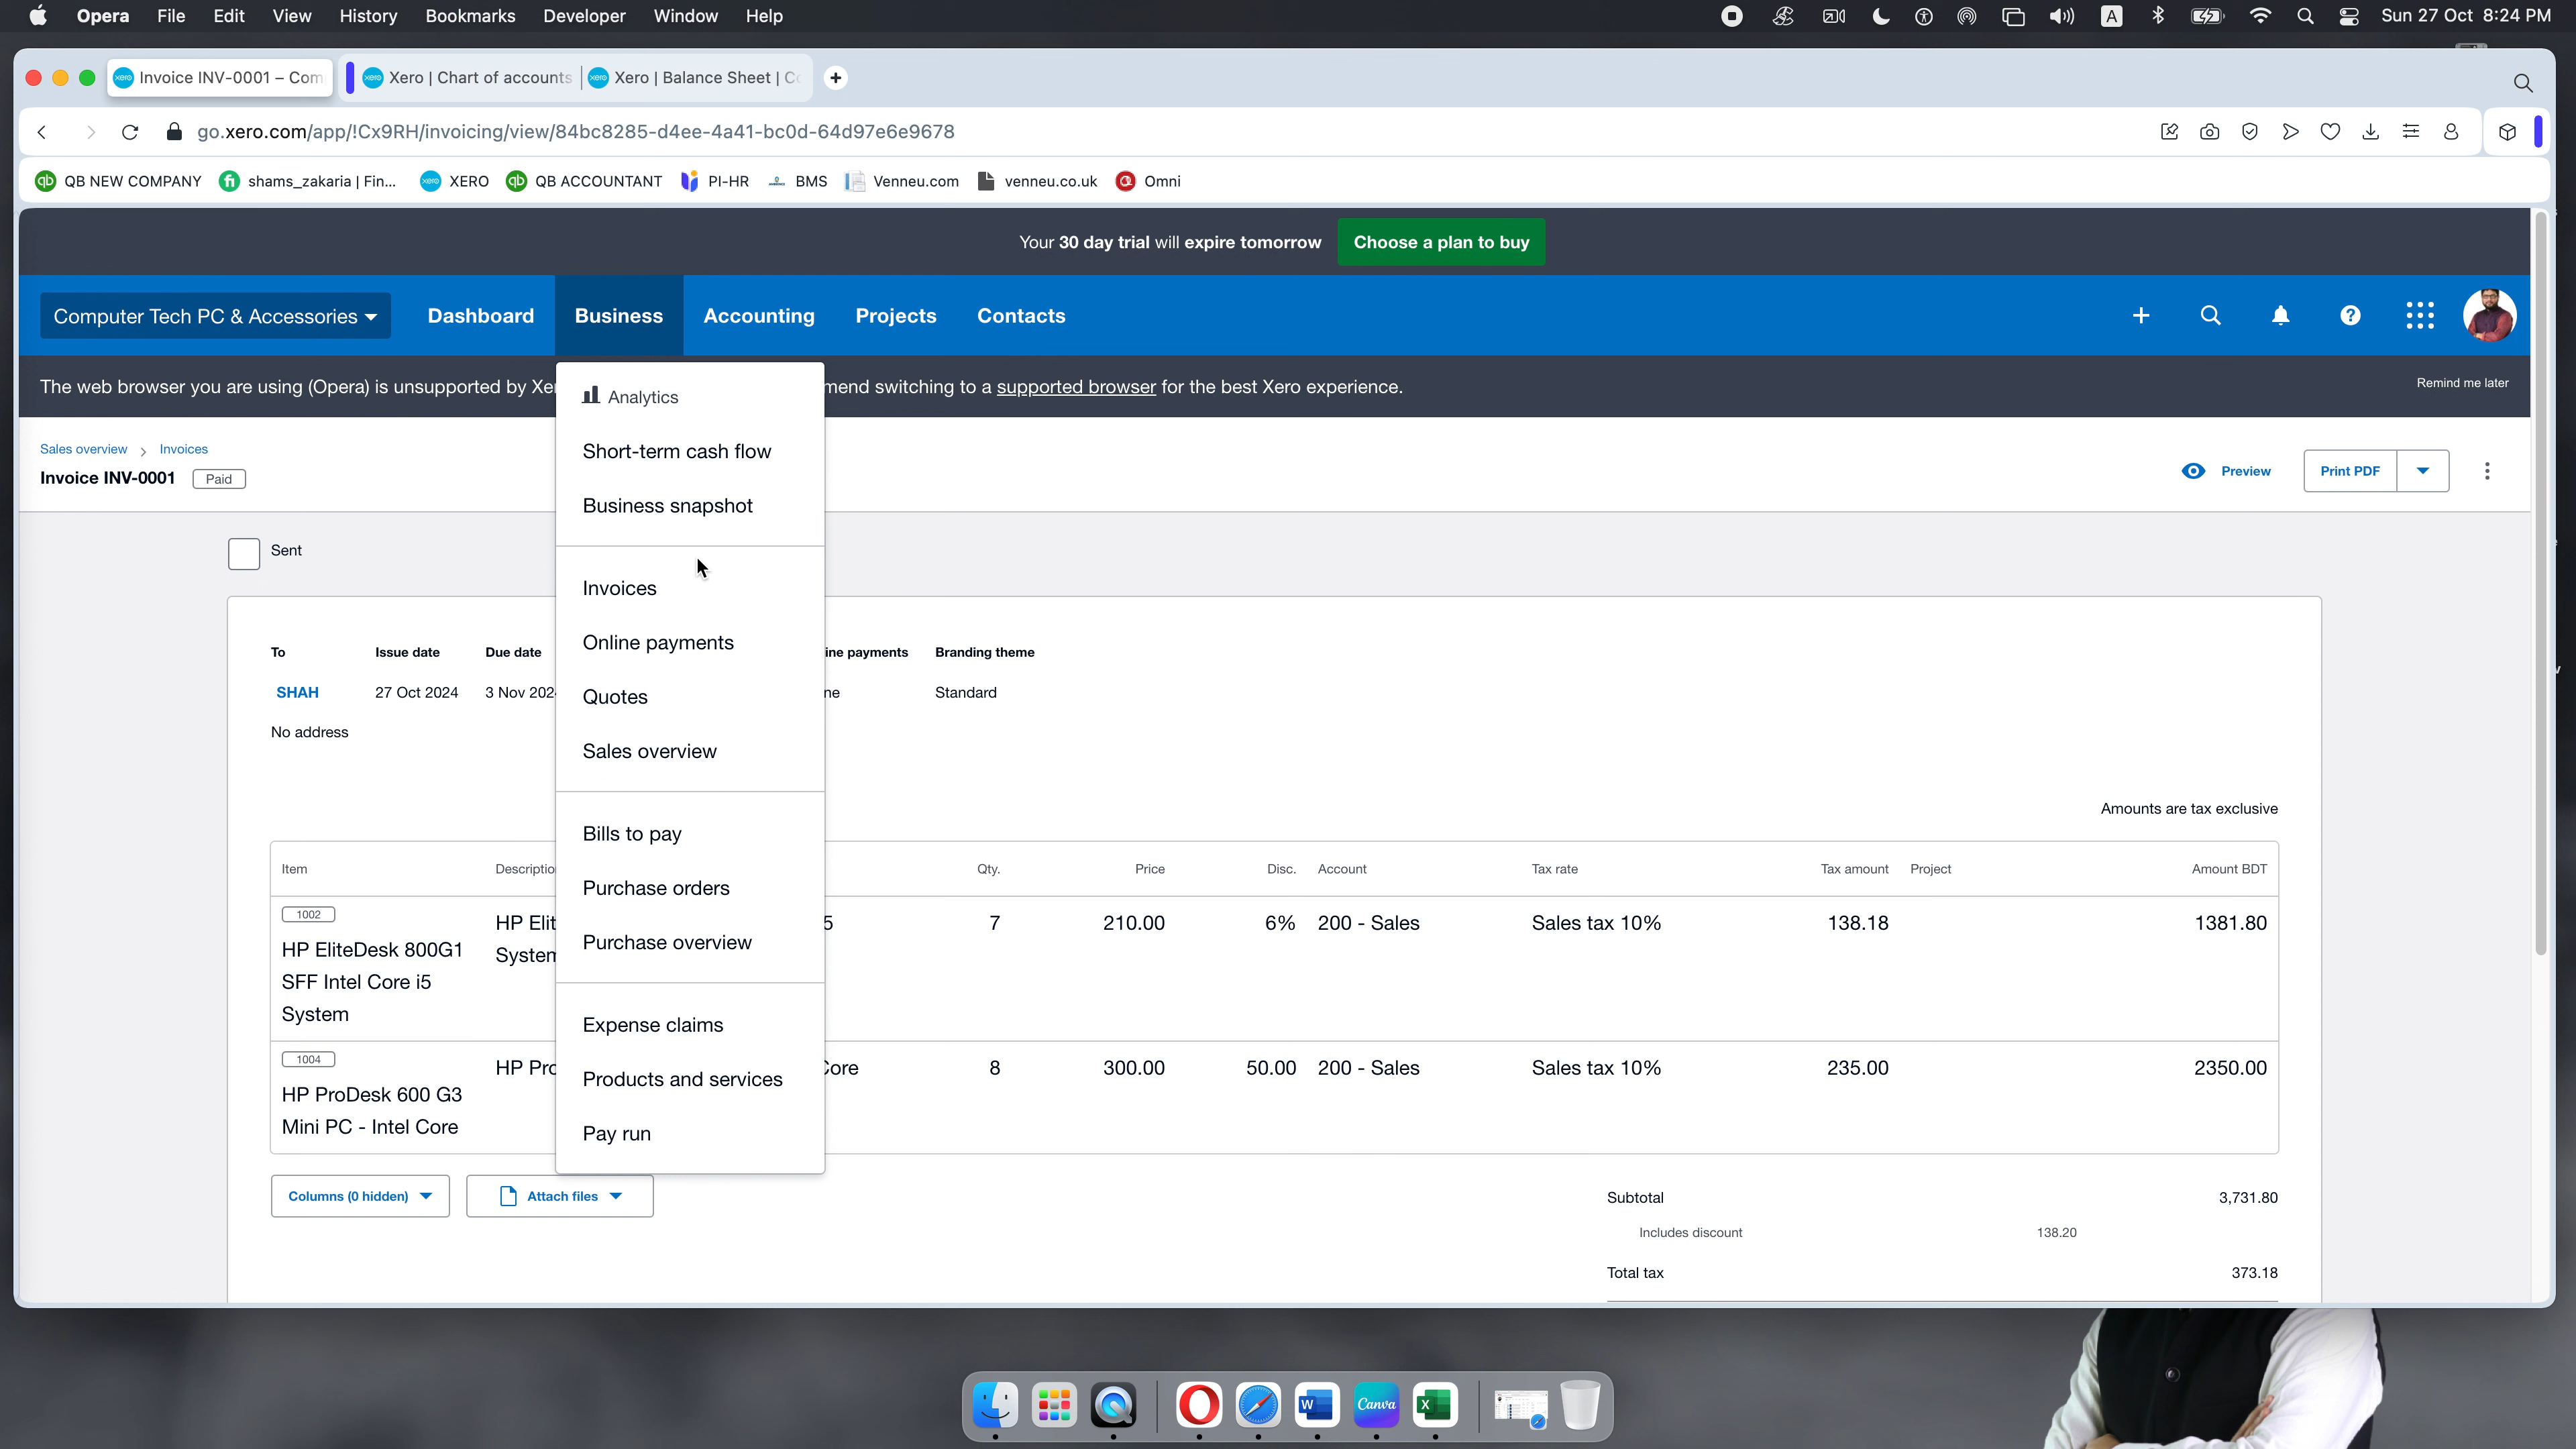 Opera File Edit View History Bookmarks Developer Window Help A Sun 27 Oct 8:24 PM
xero Invoice INV-0001 – Com xero Xero | Chart of accounts xero Xero | Balance Sheet | Co
go.xero.com/app/!Cx9RH/invoicing/view/84bc8285-d4ee-4a41-bc0d-64d97e6e9678
qb QB NEW COMPANY fi shams_zakaria | Fin... xero XERO qb QB ACCOUNTANT PI-HR BMS Venneu.com venneu.co.uk Omni
Your 30 day trial will expire tomorrow Choose a plan to buy
Computer Tech PC & Accessories Dashboard Business Accounting Projects Contacts
The web browser you are using (Opera) is unsupported by Xe mend switching to a supported browser for the best Xero experience. Remind me later
Analytics
Short-term cash flow
Business snapshot
Invoices
Online payments
Quotes
Sales overview
Bills to pay
Purchase orders
Purchase overview
Expense claims
Products and services
Pay run
Sales overview > Invoices
Invoice INV-0001 Paid
Preview Print PDF
Sent
To Issue date Due date ine payments Branding theme
SHAH 27 Oct 2024 3 Nov 202 ne Standard
No address
Amounts are tax exclusive
Item Descriptio Qty. Price Disc. Account Tax rate Tax amount Project Amount BDT
1002
HP Elit 5 7 210.00 6% 200 - Sales Sales tax 10% 138.18 1381.80
HP EliteDesk 800G1 System
SFF Intel Core i5
System
1004
HP Pro Core 8 300.00 50.00 200 - Sales Sales tax 10% 235.00 2350.00
HP ProDesk 600 G3
Mini PC - Intel Core
Columns (0 hidden) Attach files
Subtotal 3,731.80
Includes discount 138.20
Total tax 373.18
W Canva X